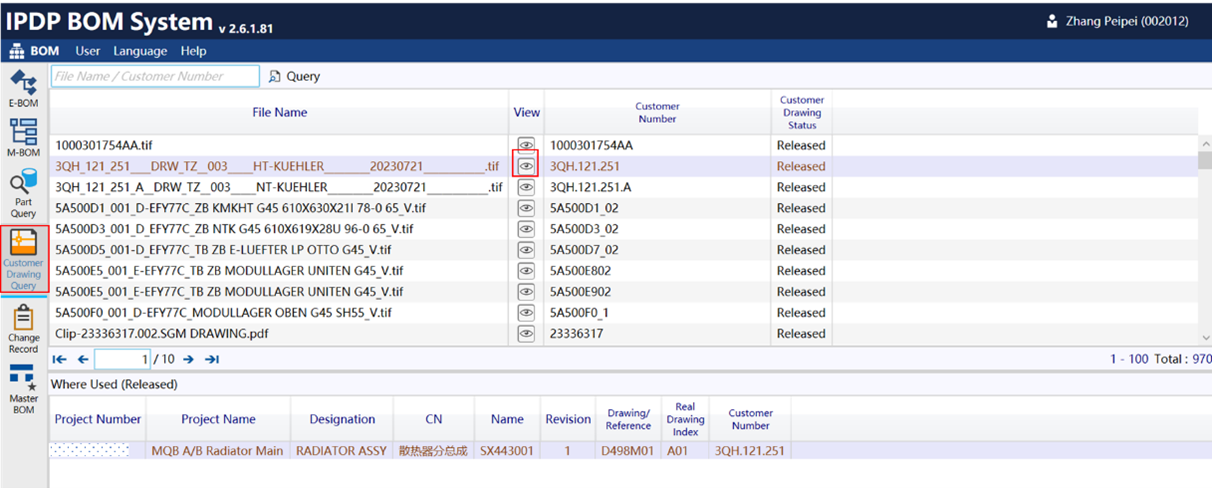 IPDP BOM System v 2.6.1.81
Zhang Peipei (002012)
BOM User Language Help
E-BOM
M-BOM
Part
Query
Customer
Drawing
Query
Change
Record
Master
BOM
File Name / Customer Number Query
File Name View Customer Number Customer Drawing Status
1000301754AA.tif 1000301754AA Released
3QH_121_251___DRW_TZ_003____HT-KUEHLER_______20230721__________.tif 3QH.121.251 Released
3QH_121_251_A__DRW_TZ__003____NT-KUEHLER_______20230721__________.tif 3QH.121.251.A Released
5A500D1_001_D-EFY77C_ZB KMKHT G45 610X630X21I 78-0 65_V.tif 5A500D1_02 Released
5A500D3_001_D-EFY77C_ZB NTK G45 610X619X28U 96-0 65_V.tif 5A500D3_02 Released
5A500D5_001-D_EFY77C_TB ZB E-LUEFTER LP OTTO G45_V.tif 5A500D7_02 Released
5A500E5_001_E-EFY77C_TB ZB MODULLAGER UNITEN G45_V.tif 5A500E802 Released
5A500E5_001_E-EFY77C_TB ZB MODULLAGER UNITEN G45_V.tif 5A500E902 Released
5A500F0_001_D-EFY77C_MODULLAGER OBEN G45 SH55_V.tif 5A500F0_1 Released
Clip-23336317.002.SGM DRAWING.pdf 23336317 Released
1 / 10
1 - 100 Total : 970
Where Used (Released)
Project Number Project Name Designation CN Name Revision Drawing/ Reference Real Drawing Index Customer Number
MQB A/B Radiator Main RADIATOR ASSY 散热器分总成 SX443001 1 D498M01 A01 3QH.121.251